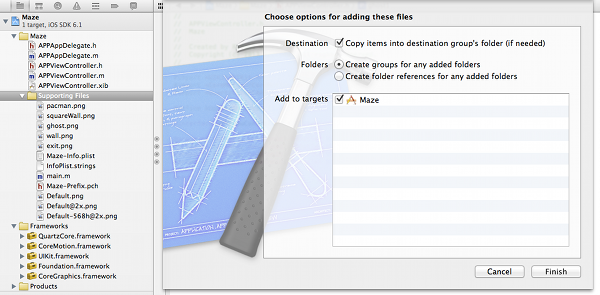 Maze
1 target, iOS SDK 6.1
Maze
APPAppDelegate.h
APPAppDelegate.m
APPViewController.h
APPViewController.m
APPViewController.xib
Supporting Files
pacman.png
squareWall.png
ghost.png
wall.png
exit.png
Maze-Info.plist
InfoPlist.strings
main.m
Maze-Prefix.pch
Default.png
Default@2x.png
Default-568h@2x.png
Frameworks
QuartzCore.framework
CoreMotion.framework
UIKit.framework
Foundation.framework
CoreGraphics.framework
Products
Choose options for adding these files
Destination Copy items into destination group's folder (if needed)
Folders Create groups for any added folders
Create folder references for any added folders
Add to targets Maze
Cancel Finish